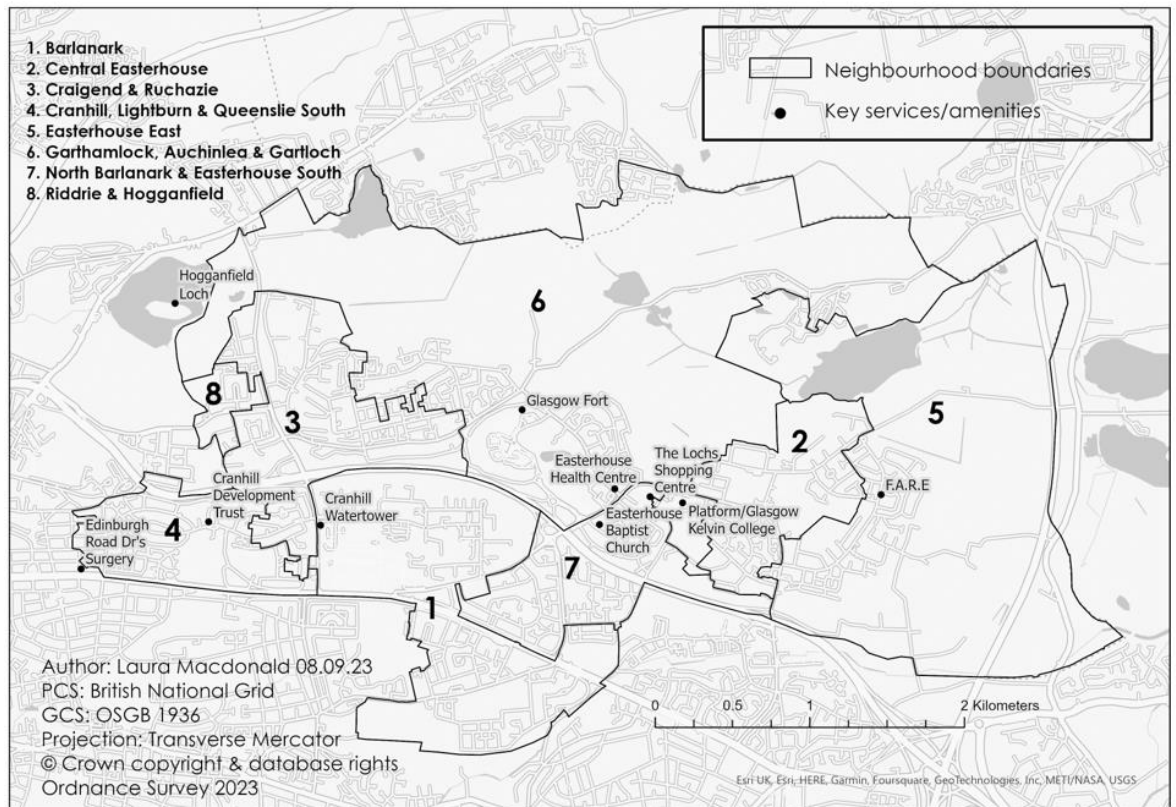 1. Barlanark
2. Central Easterhouse
3. Craigend & Ruchazie
4. Cranhill, Lightburn & Queenslie South
5. Easterhouse East
6. Garthamlock, Auchinlea & Gartloch
7. North Barlanark & Easterhouse South
8. Riddrie & Hogganfield
Neighbourhood boundaries
Key services/amenities
Hogganfield
Loch
6
8
3
Glasgow Fort
5
2
Easterhouse
Health Centre
The Lochs
Shopping
Centre
F.A.R.E
Cranhill
Development
Trust
Cranhill
Watertower
Easterhouse
Baptist
Church
Platform/Glasgow
Kelvin College
Edinburgh
Road Dr's
Surgery
4
7
1
Author: Laura Macdonald 08.09.23
PCS: British National Grid
GCS: OSGB 1936
Projection: Transverse Mercator
© Crown copyright & database rights
Ordnance Survey 2023
0 0.5 1 2 Kilometers
Esri UK, Esri, HERE, Garmin, Foursquare, GeoTechnologies, Inc, METI/NASA, USGS